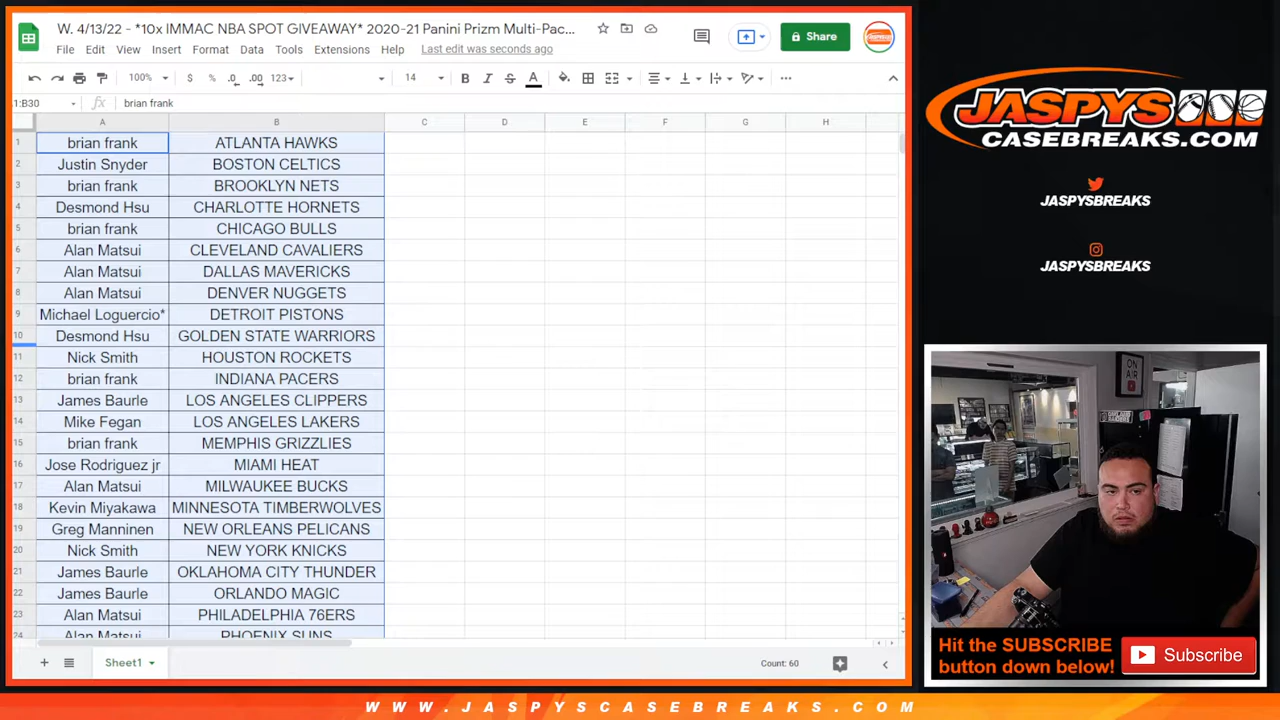 W. 4/13/22 - *10x IMMAC NBA SPOT GIVEAWAY* 2020-21 Panini Prizm Multi-Pac...
Share
File Edit View Insert Format Data Tools Extensions Help Last edit was seconds ago
100% $ % .0 .00 123 14 B I S A
1:B30 fx brian frank
A B C D E F G H
1 brian frank ATLANTA HAWKS
2 Justin Snyder BOSTON CELTICS
3 brian frank BROOKLYN NETS
4 Desmond Hsu CHARLOTTE HORNETS
5 brian frank CHICAGO BULLS
6 Alan Matsui CLEVELAND CAVALIERS
7 Alan Matsui DALLAS MAVERICKS
8 Alan Matsui DENVER NUGGETS
9 Michael Loguercio* DETROIT PISTONS
10 Desmond Hsu GOLDEN STATE WARRIORS
11 Nick Smith HOUSTON ROCKETS
12 brian frank INDIANA PACERS
13 James Baurle LOS ANGELES CLIPPERS
14 Mike Fegan LOS ANGELES LAKERS
15 brian frank MEMPHIS GRIZZLIES
16 Jose Rodriguez jr MIAMI HEAT
17 Alan Matsui MILWAUKEE BUCKS
18 Kevin Miyakawa MINNESOTA TIMBERWOLVES
19 Greg Manninen NEW ORLEANS PELICANS
20 Nick Smith NEW YORK KNICKS
21 James Baurle OKLAHOMA CITY THUNDER
22 James Baurle ORLANDO MAGIC
23 Alan Matsui PHILADELPHIA 76ERS
24 Alan Matsui PHOENIX SUNS
Sheet1 Count: 60
JASPYS
CASEBREAKS.COM
JASPYSBREAKS
JASPYSBREAKS
ON
AIR
Hit the SUBSCRIBE
button down below!
Subscribe
WWW.JASPYSCASEBREAKS.COM